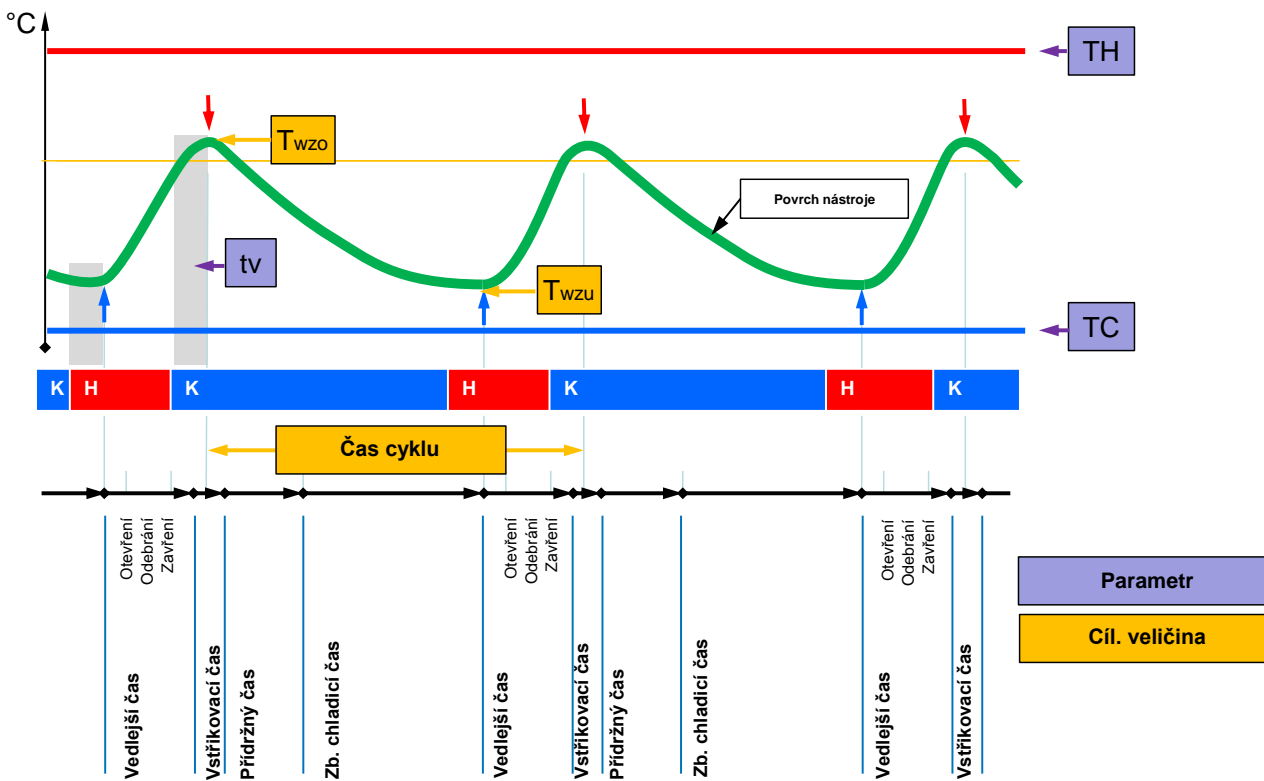 °C
TH
Twzo
Povrch nástroje
tv
Twzu
TC
K
H
K
H
K
H
K
Čas cyklu
Otevření
Odebrání
Zavření
Otevření
Odebrání
Zavření
Otevření
Odebrání
Zavření
Vedlejší čas
Vstřikovací čas
Přídržný čas
Zb. chladicí čas
Vedlejší čas
Vstřikovací čas
Přídržný čas
Zb. chladicí čas
Vedlejší čas
Vstřikovací čas
Parametr
Cíl. veličina